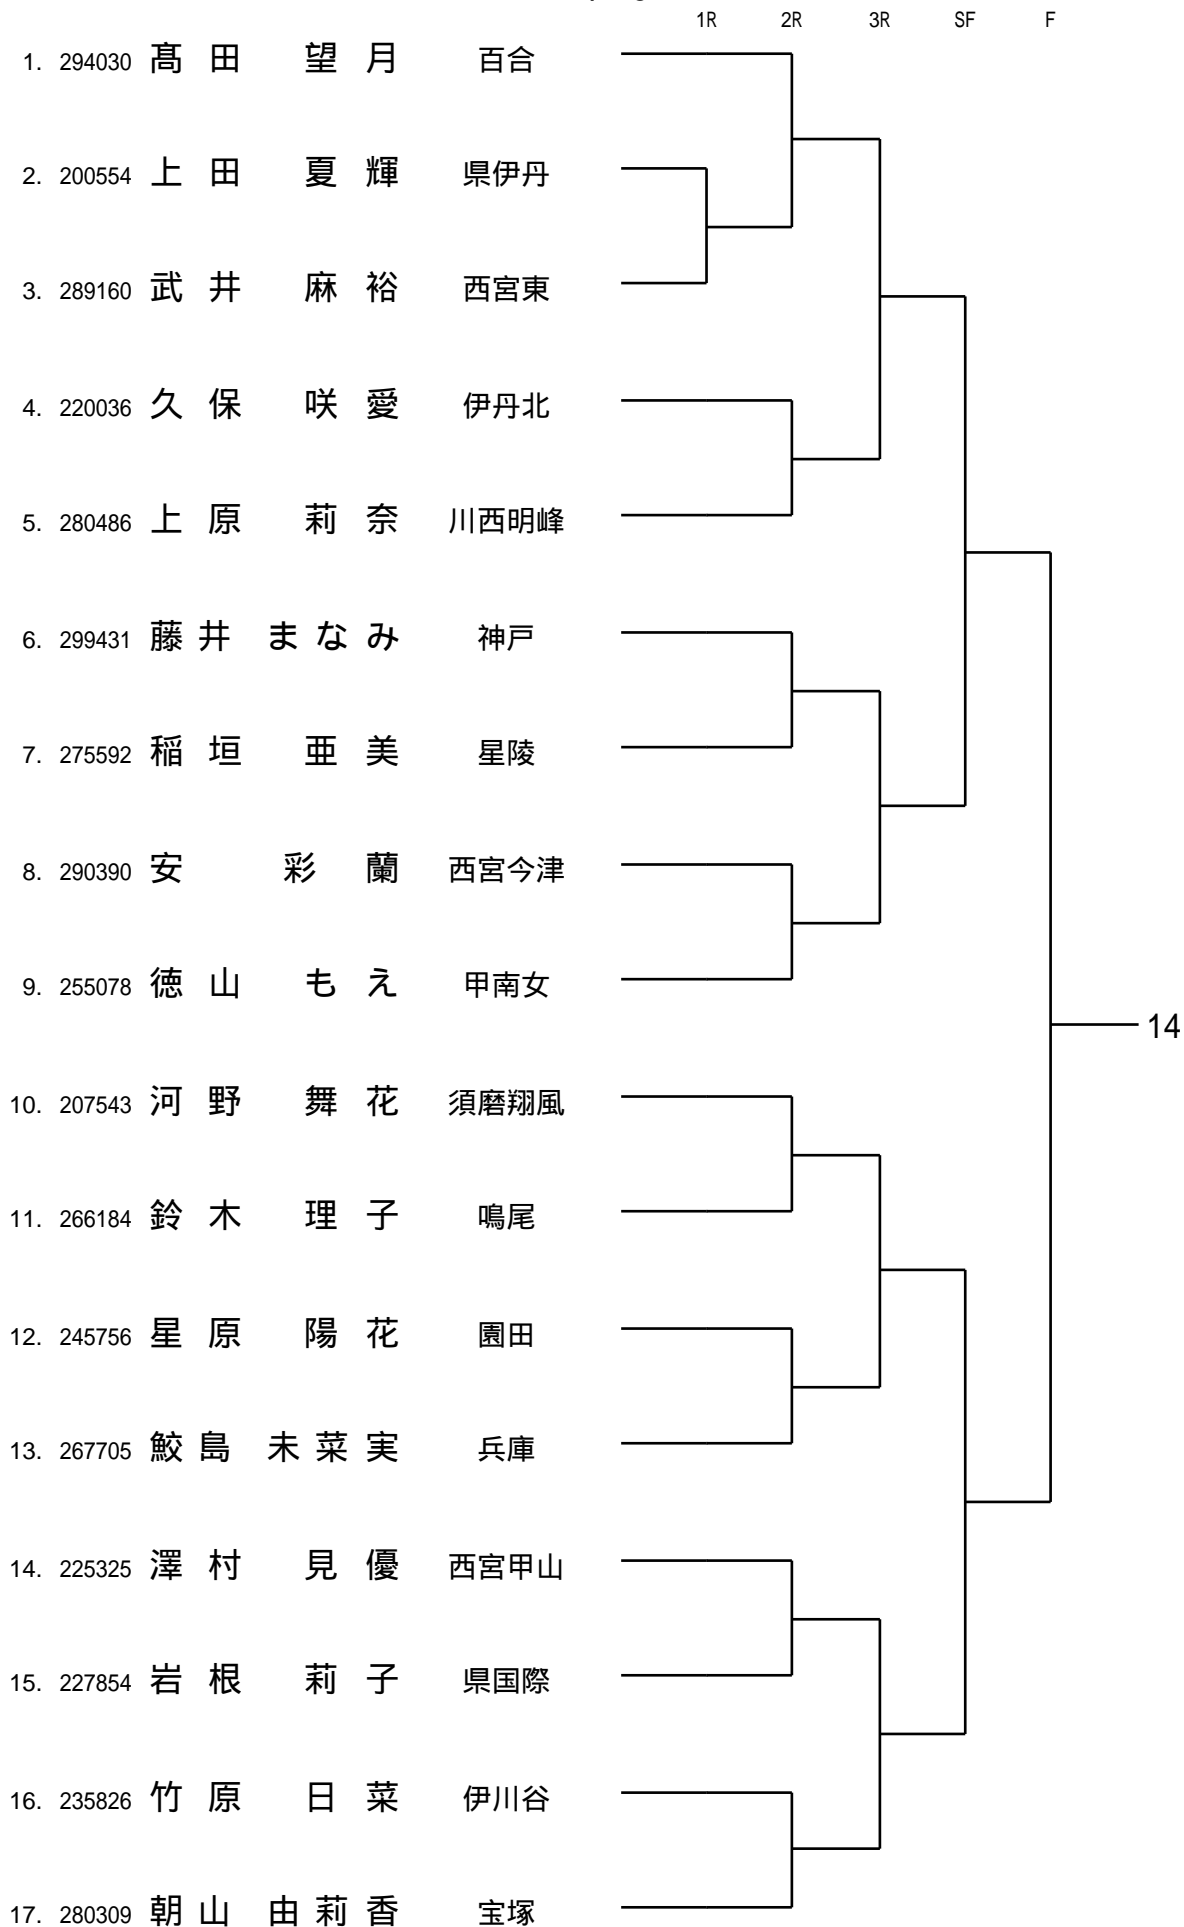 1R 2R 3R SF F
1. 294030 髙田 望月 百合
2. 200554 上田 夏輝 県伊丹
3. 289160 武井 麻裕 西宮東
4. 220036 久保 咲愛 伊丹北
5. 280486 上原 莉奈 川西明峰
6. 299431 藤井 まなみ 神戸
7. 275592 稲垣 亜美 星陵
8. 290390 安 彩蘭 西宮今津
9. 255078 徳山 もえ 甲南女
14
10. 207543 河野 舞花 須磨翔風
11. 266184 鈴木 理子 鳴尾
12. 245756 星原 陽花 園田
13. 267705 鮫島 未菜実 兵庫
14. 225325 澤村 見優 西宮甲山
15. 227854 岩根 莉子 県国際
16. 235826 竹原 日菜 伊川谷
17. 280309 朝山 由莉香 宝塚